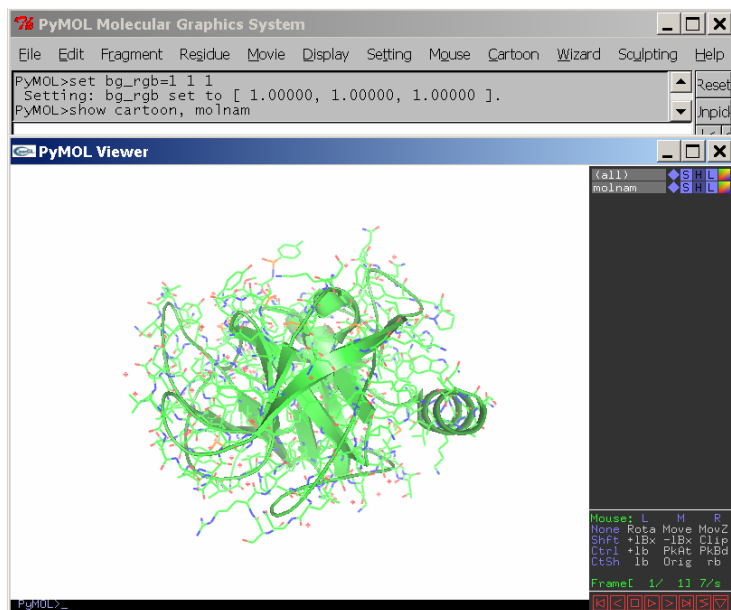 PyMOL Molecular Graphics System
File Edit Fragment Residue Movie Display Setting Mouse Cartoon Wizard Sculpting Help
PyMOL>set bg_rgb=1 1 1
Setting: bg_rgb set to [ 1.00000, 1.00000, 1.00000 ].
PyMOL>show cartoon, molnam
Reset
PyMOL Viewer
(all) S H L
molnam S H L
Mouse: L M R
None Rota Move MovZ
Shft +lBx -lBx Clip
Ctrl +lb PkAt PkBd
CtSh lb Orig rb
Frame[ 1/ 1] 7/s
PyMOL>_